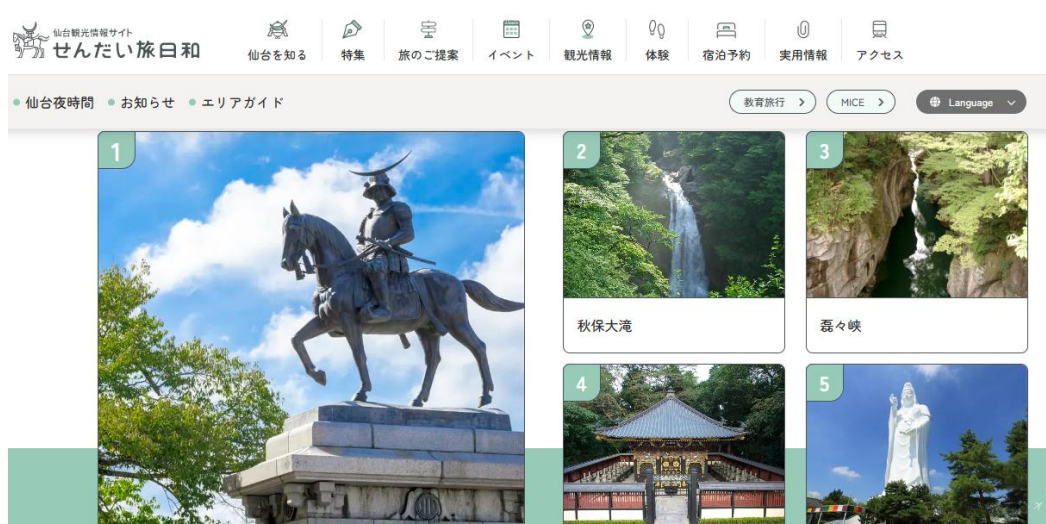 仙台観光情報サイト
せんだい旅日和
仙台を知る
特集
旅のご提案
イベント
観光情報
体験
宿泊予約
実用情報
アクセス
仙台夜時間
お知らせ
エリアガイド
教育旅行
MICE
Language
1
2
3
秋保大滝
磊々峡
4
5